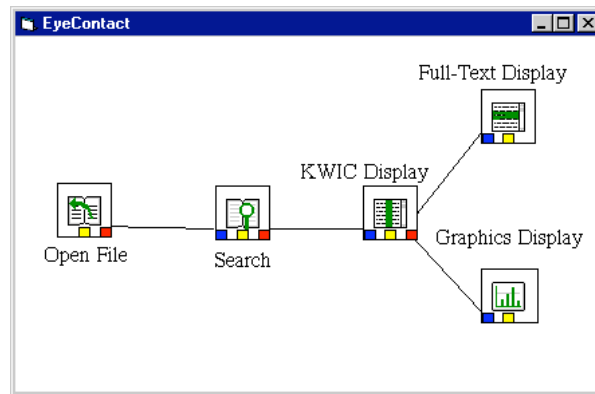 EyeContact
Full-Text Display
KWIC Display
Graphics Display
Open File
Search